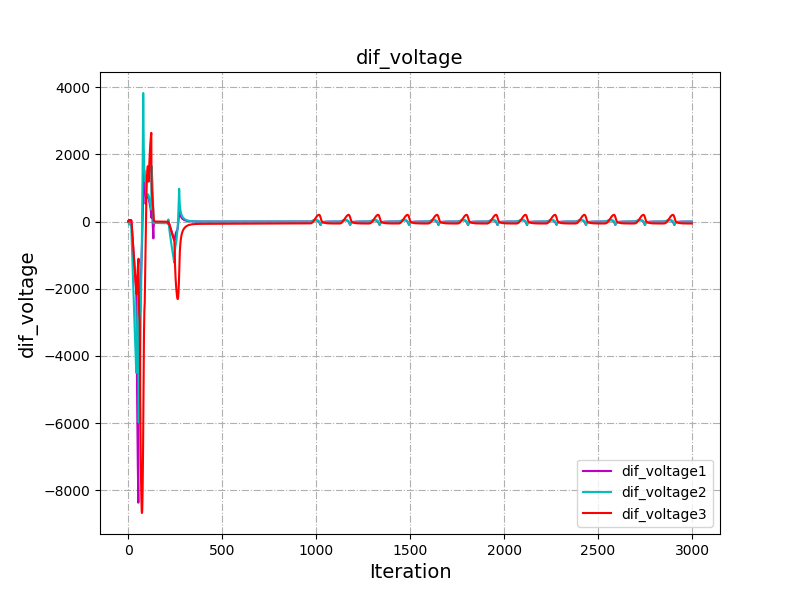 dif_voltage
4000
2000
0
−2000
−4000
−6000
−8000
dif_voltage
0
500
1000
1500
2000
2500
3000
Iteration
dif_voltage1
dif_voltage2
dif_voltage3